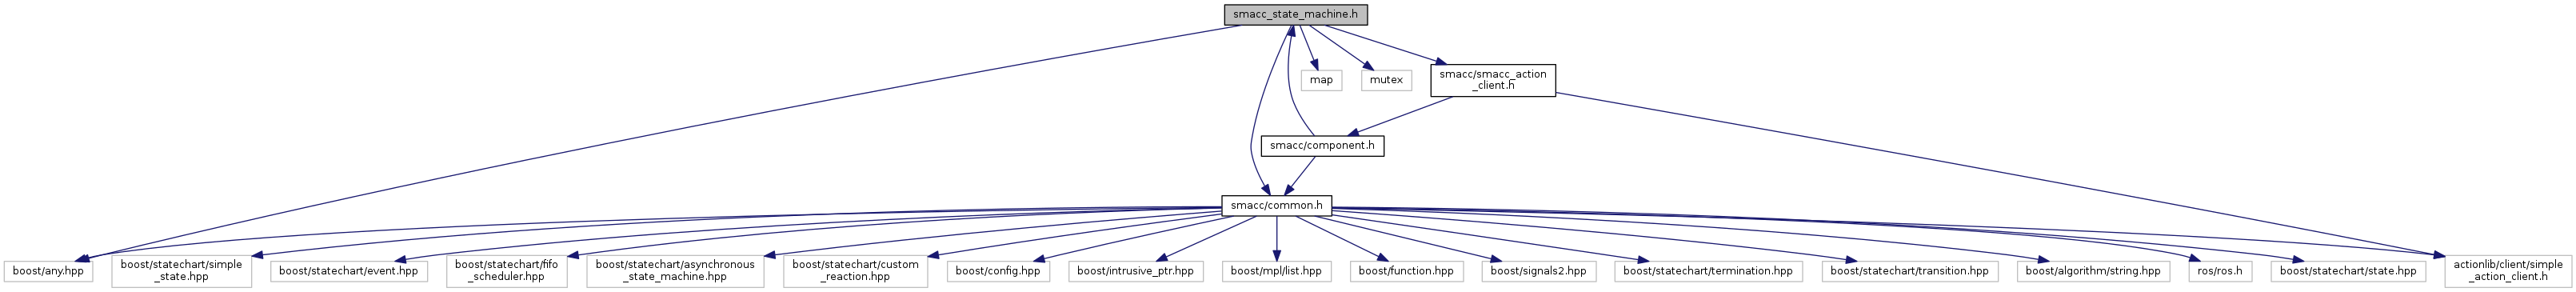 smacc_state_machine.h
map
mutex
smacc/smacc_action
_client.h
smacc/component.h
smacc/common.h
boost/any.hpp
boost/statechart/simple
_state.hpp
boost/statechart/event.hpp
boost/statechart/fifo
_scheduler.hpp
boost/statechart/asynchronous
_state_machine.hpp
boost/statechart/custom
_reaction.hpp
boost/config.hpp
boost/intrusive_ptr.hpp
boost/mpl/list.hpp
boost/function.hpp
boost/signals2.hpp
boost/statechart/termination.hpp
boost/statechart/transition.hpp
boost/algorithm/string.hpp
ros/ros.h
boost/statechart/state.hpp
actionlib/client/simple
_action_client.h